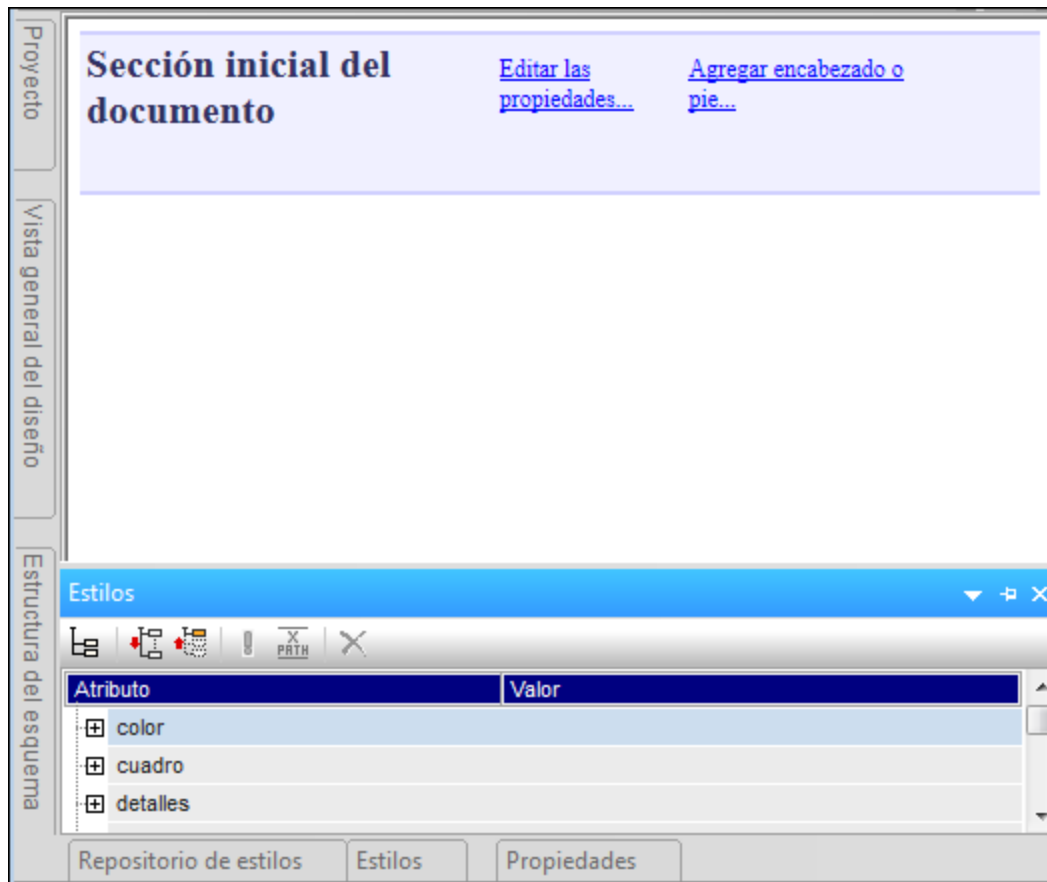 Proyecto
Vista general del diseño
Estructura del esquema
Sección inicial del
documento
Editar las
propiedades...
Agregar encabezado o
pie...
Estilos
X
PATH
Atributo
Valor
color
cuadro
detalles
Repositorio de estilos
Estilos
Propiedades